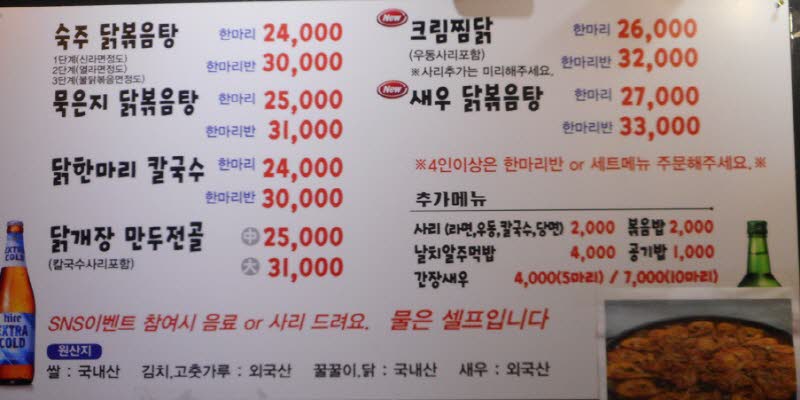 숙주 닭볶음탕 한마리 24,000
1단계(신라면정도)
2단계(열라면정도) 한마리반 30,000
3단계(불닭볶음면정도)
묵은지 닭볶음탕 한마리 25,000
한마리반 31,000
닭한마리 칼국수 한마리 24,000
한마리반 30,000
닭개장 만두전골 中 25,000
(칼국수사리포함) 大 31,000
New 크림찜닭 한마리 26,000
(우동사리포함) 한마리반 32,000
※사리추가는 미리해주세요.
New 새우 닭볶음탕 한마리 27,000
한마리반 33,000
※4인이상은 한마리반 or 세트메뉴 주문해주세요.※
추가메뉴
사리 (라면,우동,칼국수,당면) 2,000 볶음밥 2,000
날치알주먹밥 4,000 공기밥 1,000
간장새우 4,000(5마리) / 7,000(10마리)
SNS이벤트 참여시 음료 or 사리 드려요. 물은 셀프입니다
원산지
쌀 : 국내산 김치,고춧가루 : 외국산 꿀꿀이,닭 : 국내산 새우 : 외국산
EXTRA
COLD
hite
EXTRA
COLD